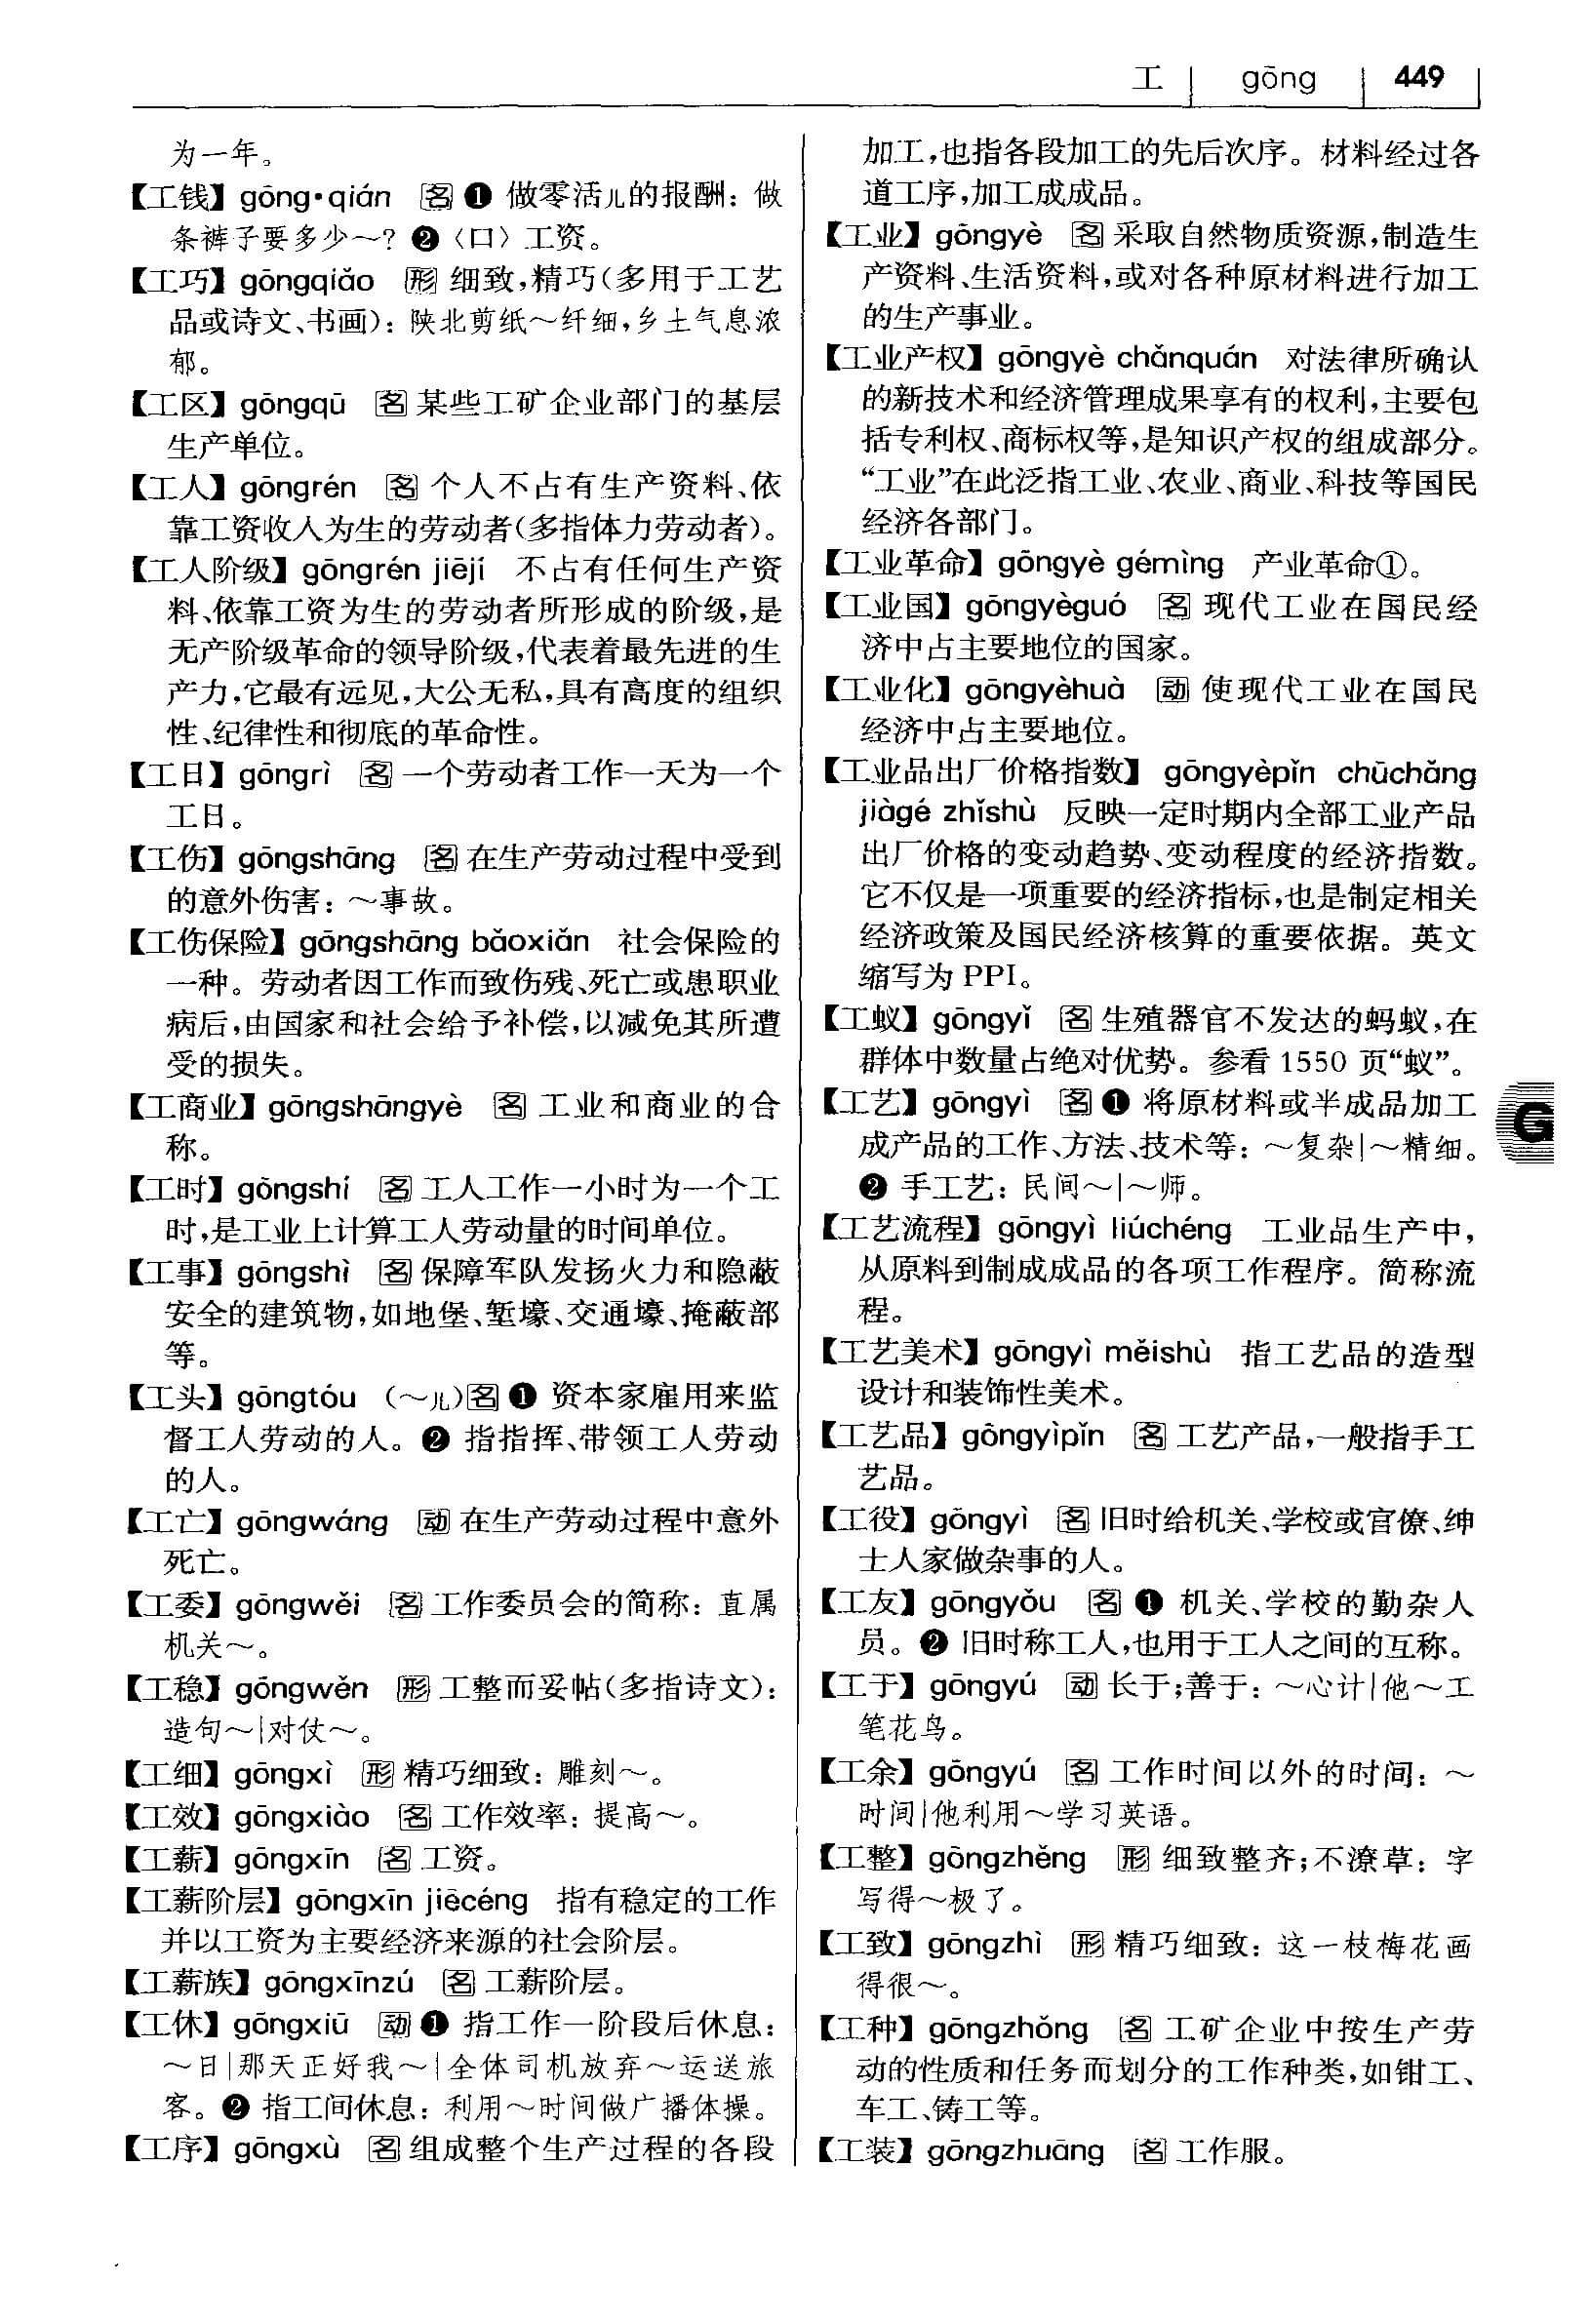 工 gōng 449
为一年。
【工钱】gōng•qián 名 ❶ 做零活儿的报酬：做
条裤子要多少～？❷〈口〉工资。
【工巧】gōngqiǎo 形 细致，精巧（多用于工艺
品或诗文、书画）：陕北剪纸～纤细，乡土气息浓
郁。
【工区】gōngqū 名 某些工矿企业部门的基层
生产单位。
【工人】gōngrén 名 个人不占有生产资料、依
靠工资收入为生的劳动者（多指体力劳动者）。
【工人阶级】gōngrén jiējí 不占有任何生产资
料、依靠工资为生的劳动者所形成的阶级，是
无产阶级革命的领导阶级，代表着最先进的生
产力，它最有远见，大公无私，具有高度的组织
性、纪律性和彻底的革命性。
【工日】gōngrì 名 一个劳动者工作一天为一个
工日。
【工伤】gōngshāng 名 在生产劳动过程中受到
的意外伤害：～事故。
【工伤保险】gōngshāng bǎoxiǎn 社会保险的
一种。劳动者因工作而致伤残、死亡或患职业
病后，由国家和社会给予补偿，以减免其所遭
受的损失。
【工商业】gōngshāngyè 名 工业和商业的合
称。
【工时】gōngshí 名 工人工作一小时为一个工
时，是工业上计算工人劳动量的时间单位。
【工事】gōngshì 名 保障军队发扬火力和隐蔽
安全的建筑物，如地堡、堑壕、交通壕、掩蔽部
等。
【工头】gōngtóu （～儿）名 ❶ 资本家雇用来监
督工人劳动的人。❷ 指指挥、带领工人劳动
的人。
【工亡】gōngwáng 动 在生产劳动过程中意外
死亡。
【工委】gōngwěi 名 工作委员会的简称：直属
机关～。
【工稳】gōngwěn 形 工整而妥帖（多指诗文）：
造句～|对仗～。
【工细】gōngxì 形 精巧细致：雕刻～。
【工效】gōngxiào 名 工作效率：提高～。
【工薪】gōngxīn 名 工资。
【工薪阶层】gōngxīn jiēcéng 指有稳定的工作
并以工资为主要经济来源的社会阶层。
【工薪族】gōngxīnzú 名 工薪阶层。
【工休】gōngxiū 动 ❶ 指工作一阶段后休息：
～日|那天正好我～|全体司机放弃～运送旅
客。❷ 指工间休息：利用～时间做广播体操。
【工序】gōngxù 名 组成整个生产过程的各段
加工，也指各段加工的先后次序。材料经过各
道工序，加工成成品。
【工业】gōngyè 名 采取自然物质资源，制造生
产资料、生活资料，或对各种原材料进行加工
的生产事业。
【工业产权】gōngyè chǎnquán 对法律所确认
的新技术和经济管理成果享有的权利，主要包
括专利权、商标权等，是知识产权的组成部分。
“工业”在此泛指工业、农业、商业、科技等国民
经济各部门。
【工业革命】gōngyè gémìng 产业革命①。
【工业国】gōngyèguó 名 现代工业在国民经
济中占主要地位的国家。
【工业化】gōngyèhuà 动 使现代工业在国民
经济中占主要地位。
【工业品出厂价格指数】 gōngyèpǐn chūchǎng
jiàgé zhǐshù 反映一定时期内全部工业产品
出厂价格的变动趋势、变动程度的经济指数。
它不仅是一项重要的经济指标，也是制定相关
经济政策及国民经济核算的重要依据。英文
缩写为 PPI。
【工蚁】gōngyǐ 名 生殖器官不发达的蚂蚁，在
群体中数量占绝对优势。参看 1550 页“蚁”。
【工艺】gōngyì 名 ❶ 将原材料或半成品加工
成产品的工作、方法、技术等：～复杂|～精细。
❷ 手工艺：民间～|～师。
G
【工艺流程】gōngyì liúchéng 工业品生产中，
从原料到制成成品的各项工作程序。简称流
程。
【工艺美术】gōngyì měishù 指工艺品的造型
设计和装饰性美术。
【工艺品】gōngyìpǐn 名 工艺产品，一般指手工
艺品。
【工役】gōngyì 名 旧时给机关、学校或官僚、绅
士人家做杂事的人。
【工友】gōngyǒu 名 ❶ 机关、学校的勤杂人
员。❷ 旧时称工人，也用于工人之间的互称。
【工于】gōngyú 动 长于；善于：～心计|他～工
笔花鸟。
【工余】gōngyú 名 工作时间以外的时间：～
时间|他利用～学习英语。
【工整】gōngzhěng 形 细致整齐；不潦草：字
写得～极了。
【工致】gōngzhì 形 精巧细致：这一枝梅花画
得很～。
【工种】gōngzhǒng 名 工矿企业中按生产劳
动的性质和任务而划分的工作种类，如钳工、
车工、铸工等。
【工装】gōngzhuāng 名 工作服。